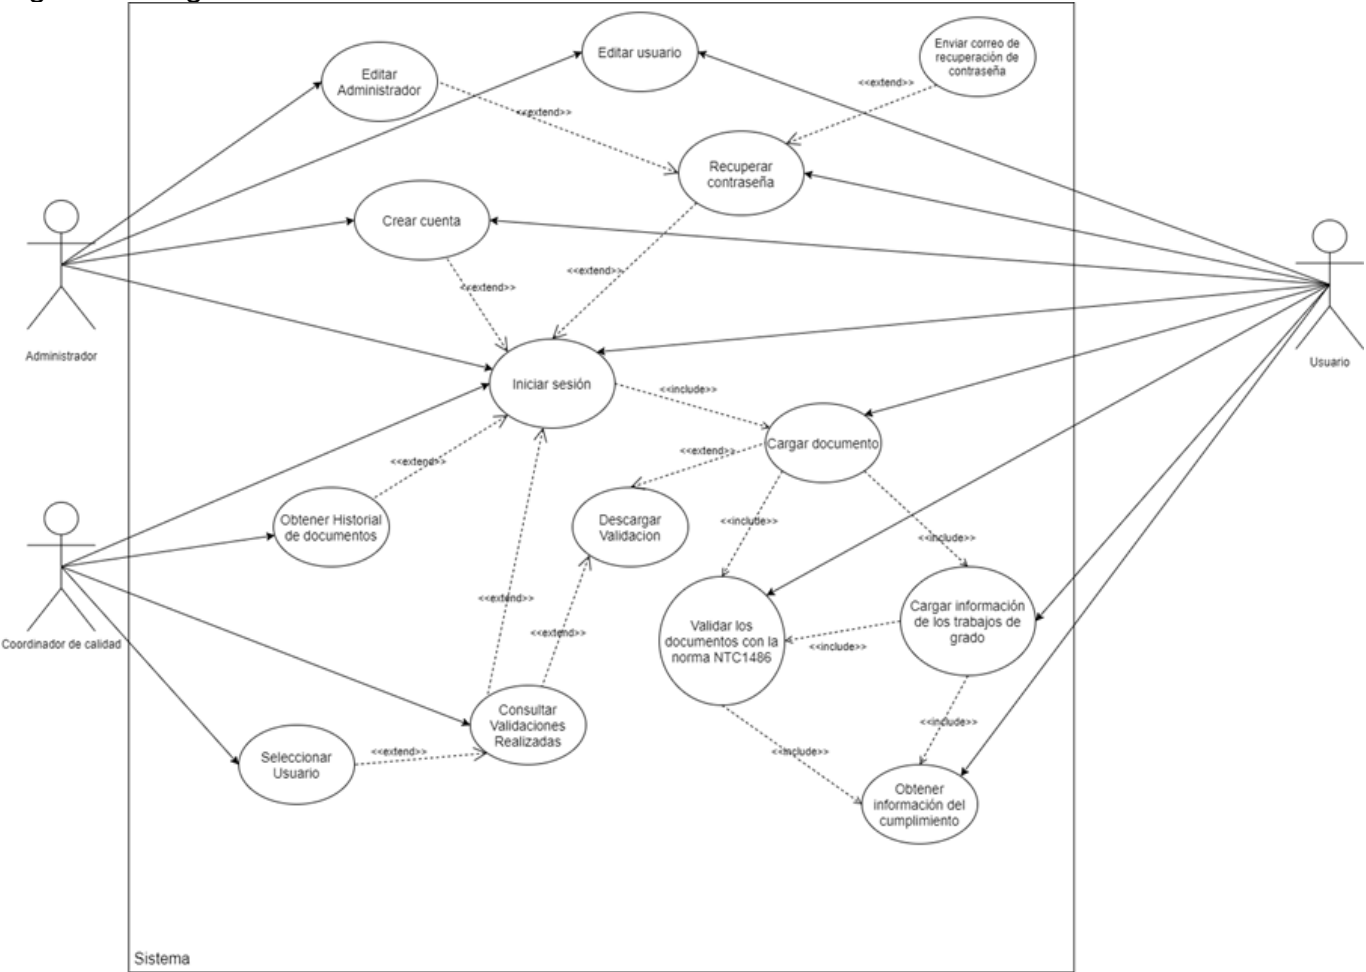 Editar
Administrador
Editar usuario
Enviar correo de
recuperación de
contraseña
<<extend>>
<<extend>>
Recuperar
contraseña
Crear cuenta
<<extend>>
<<extend>>
Administrador
Usuario
Iniciar sesión
<<include>>
Cargar documento
<<extend>>
<<extend>>
Obtener Historial
de documentos
Descargar
Validacion
<<include>>
<<include>>
Coordinador de calidad
<<extend>>
<<extend>>
Validar los
documentos con la
norma NTC1486
Cargar información
de los trabajos de
grado
<<include>>
Consultar
Validaciones
Realizadas
<<include>>
Seleccionar
Usuario
<<extend>>
<<include>>
Obtener
información del
cumplimiento
Sistema